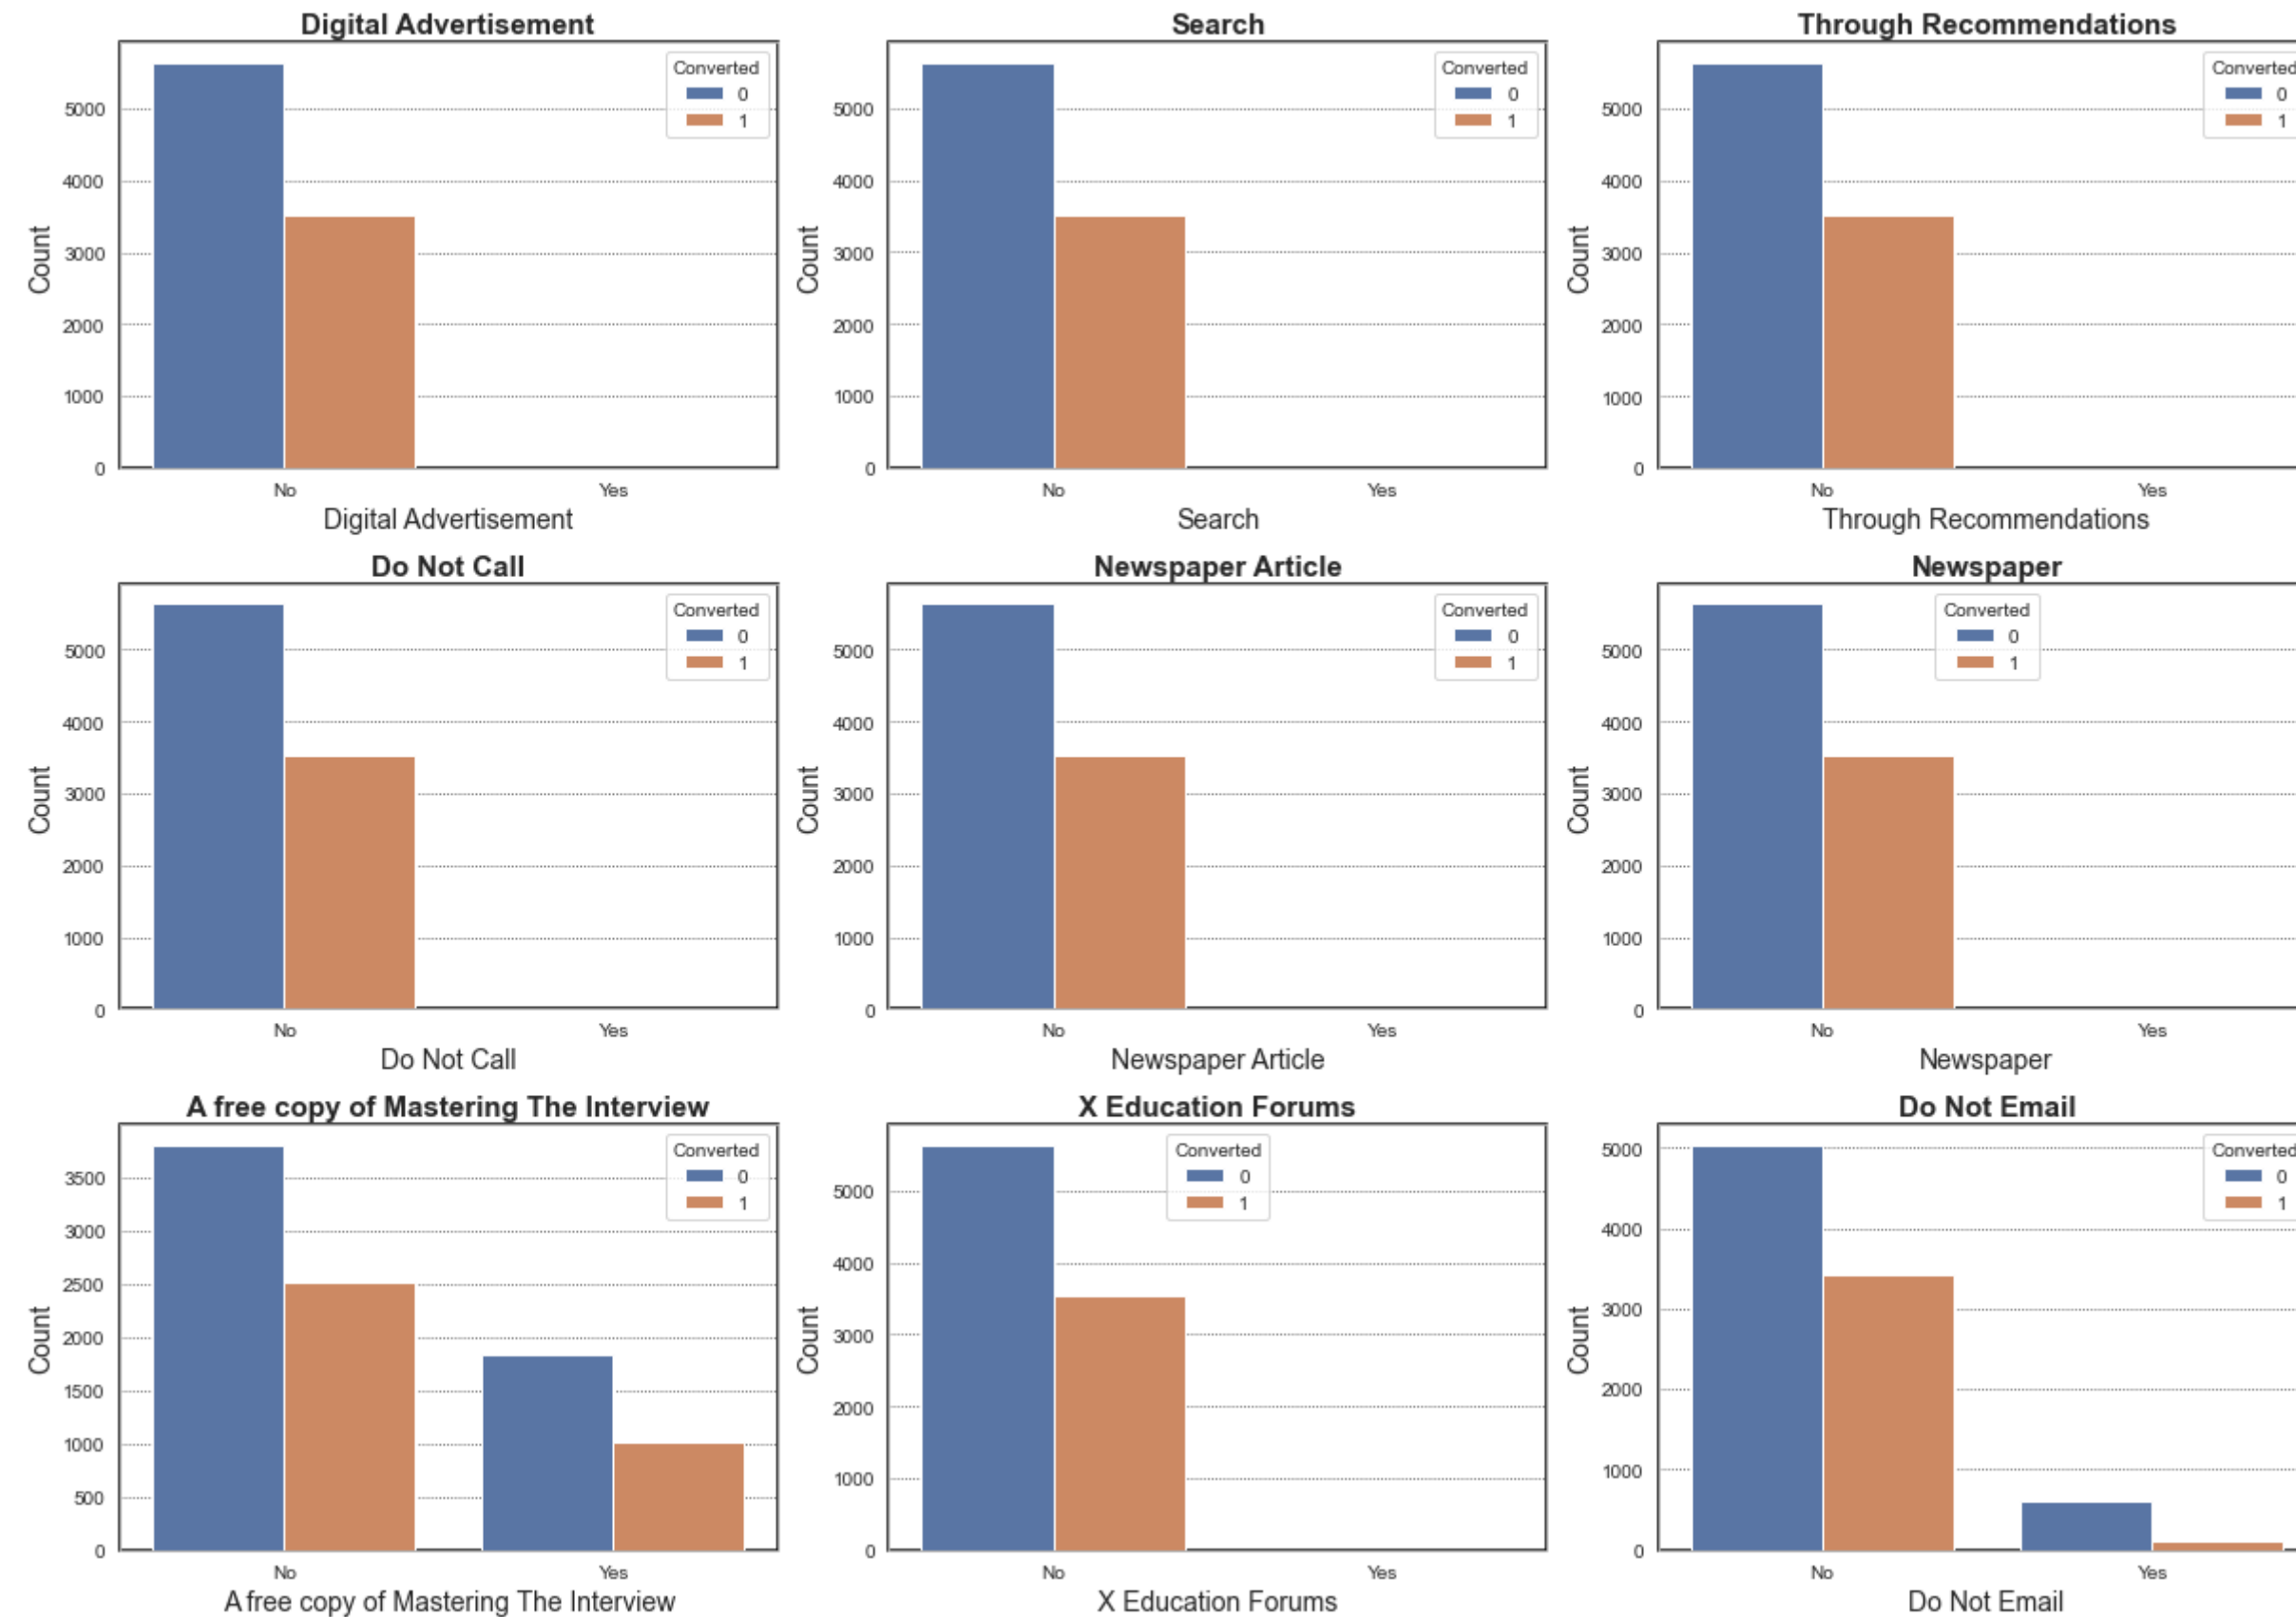 Digital Advertisement
Converted
0
1
5000
4000
3000
2000
1000
0
Count
No Yes
Digital Advertisement
Search
Converted
0
1
5000
4000
3000
2000
1000
0
Count
No Yes
Search
Through Recommendations
Converted
0
1
5000
4000
3000
2000
1000
0
Count
No Yes
Through Recommendations
Do Not Call
Converted
0
1
5000
4000
3000
2000
1000
0
Count
No Yes
Do Not Call
Newspaper Article
Converted
0
1
5000
4000
3000
2000
1000
0
Count
No Yes
Newspaper Article
Newspaper
Converted
0
1
5000
4000
3000
2000
1000
0
Count
No Yes
Newspaper
A free copy of Mastering The Interview
Converted
0
1
3500
3000
2500
2000
1500
1000
500
0
Count
No Yes
A free copy of Mastering The Interview
X Education Forums
Converted
0
1
5000
4000
3000
2000
1000
0
Count
No Yes
X Education Forums
Do Not Email
Converted
0
1
5000
4000
3000
2000
1000
0
Count
No Yes
Do Not Email